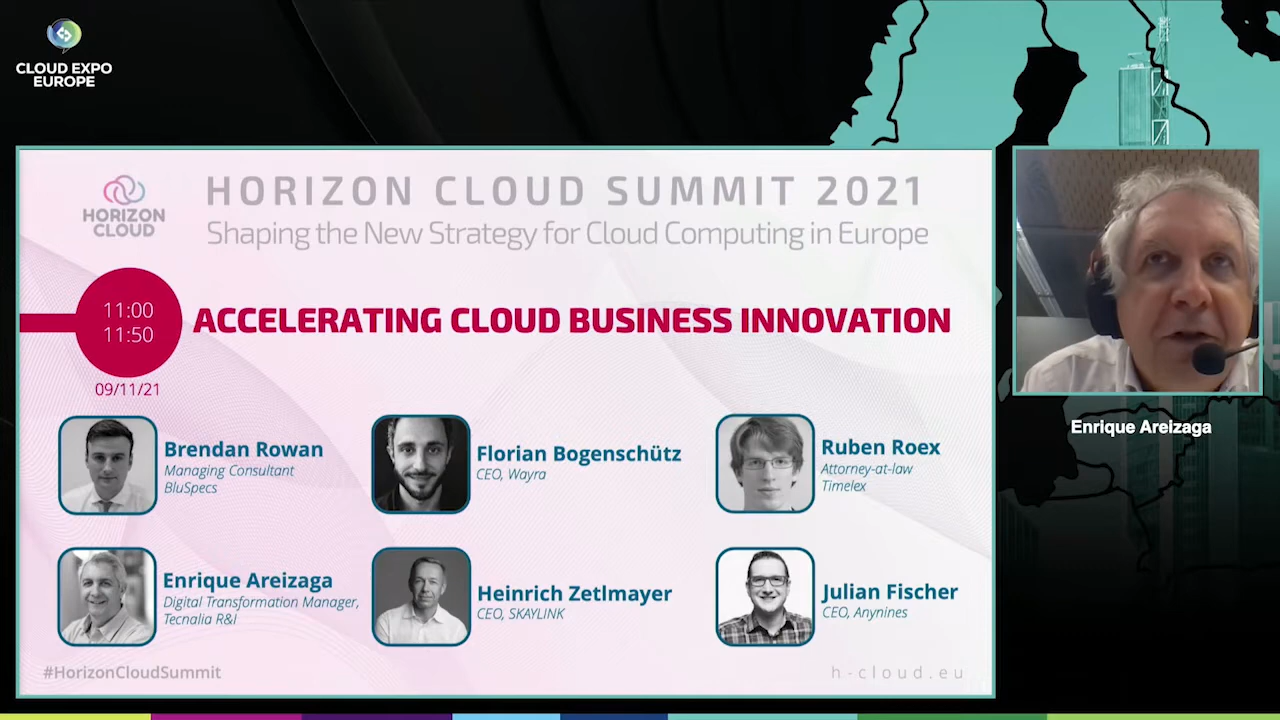 CLOUD EXPO
EUROPE
HORIZON
CLOUD
HORIZON CLOUD SUMMIT 2021
Shaping the New Strategy for Cloud Computing in Europe
11:00
11:50
ACCELERATING CLOUD BUSINESS INNOVATION
09/11/21
Brendan Rowan
Managing Consultant
BluSpecs
Florian Bogenschütz
CEO, Wayra
Ruben Roex
Attorney-at-law
Timelex
Enrique Areizaga
Digital Transformation Manager,
Tecnalia R&I
Heinrich Zetlmayer
CEO, SKAYLINK
Julian Fischer
CEO, Anynines
#HorizonCloudSummit
h-cloud.eu
Enrique Areizaga